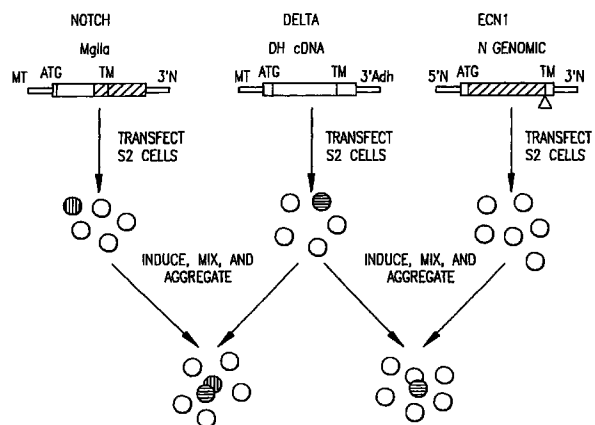 NOTCH DELTA ECN1
MgIIa DH cDNA N GENOMIC
MT ATG TM 3'N MT ATG TM 3'Adh 5'N ATG TM 3'N
TRANSFECT
S2 CELLS
TRANSFECT
S2 CELLS
TRANSFECT
S2 CELLS
INDUCE, MIX, AND
AGGREGATE
INDUCE, MIX, AND
AGGREGATE